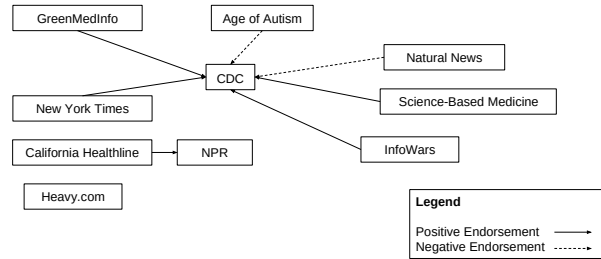 GreenMedInfo
Age of Autism
Natural News
CDC
New York Times
Science-Based Medicine
California Healthline
NPR
InfoWars
Heavy.com
Legend
Positive Endorsement
Negative Endorsement